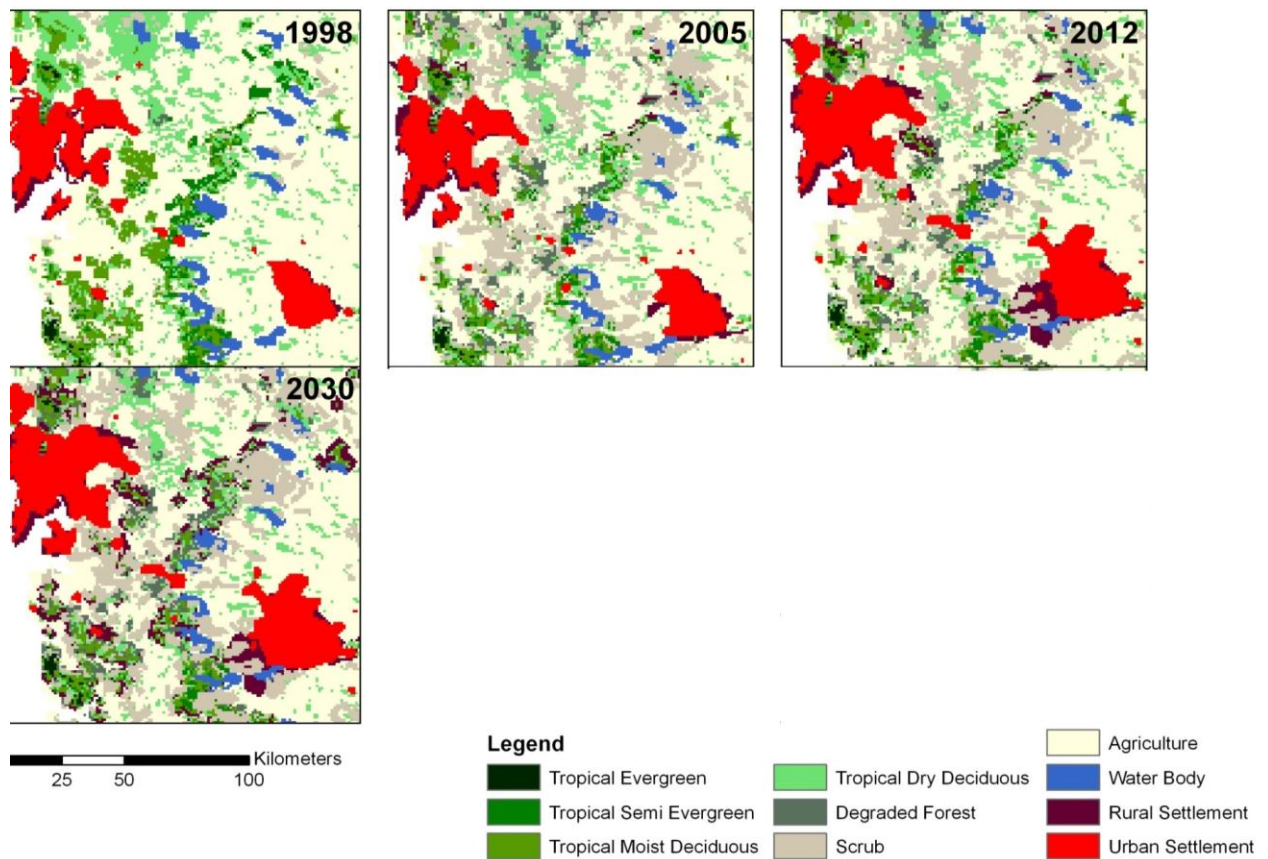 1998
2005
2012
2030
Kilometers
25 50 100
Legend
Tropical Evergreen
Tropical Semi Evergreen
Tropical Moist Deciduous
Tropical Dry Deciduous
Degraded Forest
Scrub
Agriculture
Water Body
Rural Settlement
Urban Settlement